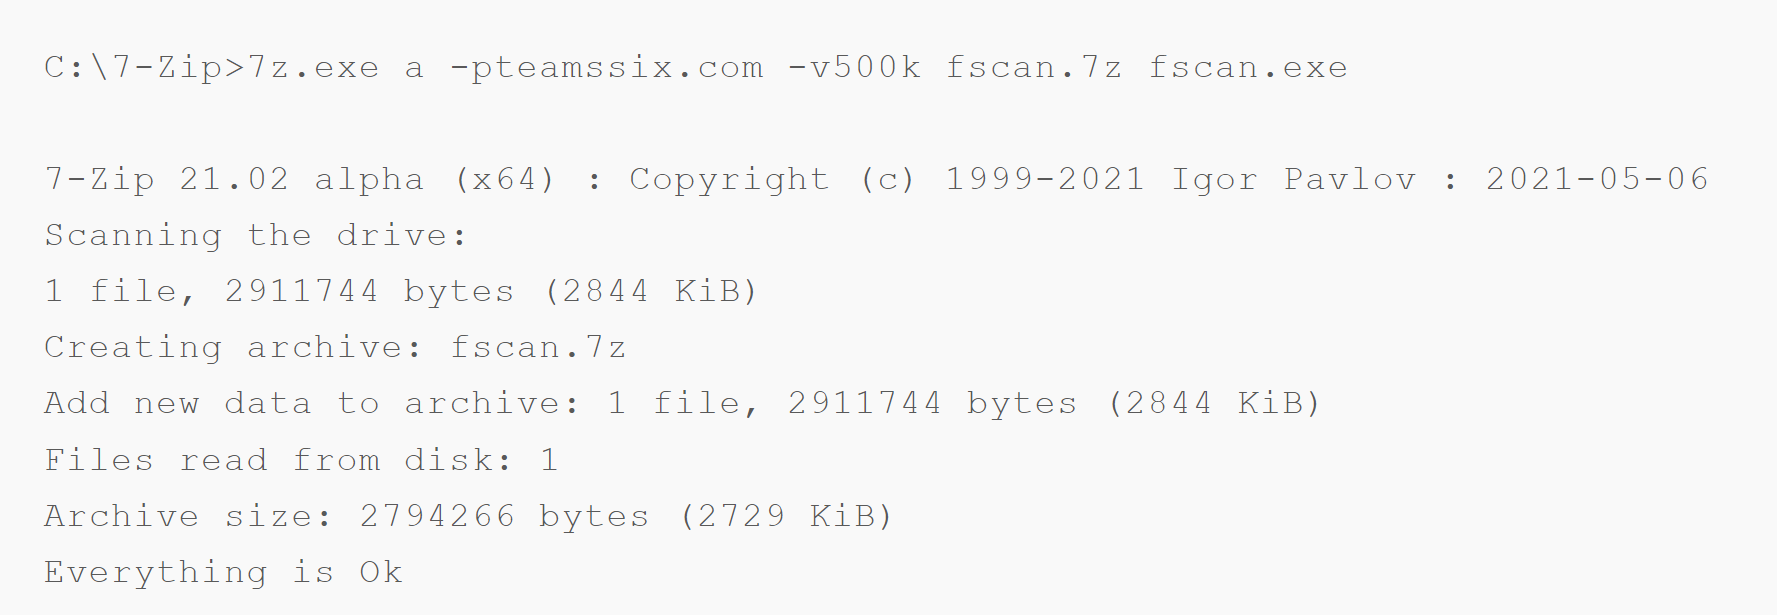 C:\7-Zip>7z.exe a -pteamssix.com -v500k fscan.7z fscan.exe
7-Zip 21.02 alpha (x64) : Copyright (c) 1999-2021 Igor Pavlov : 2021-05-06
Scanning the drive:
1 file, 2911744 bytes (2844 KiB)
Creating archive: fscan.7z
Add new data to archive: 1 file, 2911744 bytes (2844 KiB)
Files read from disk: 1
Archive size: 2794266 bytes (2729 KiB)
Everything is Ok